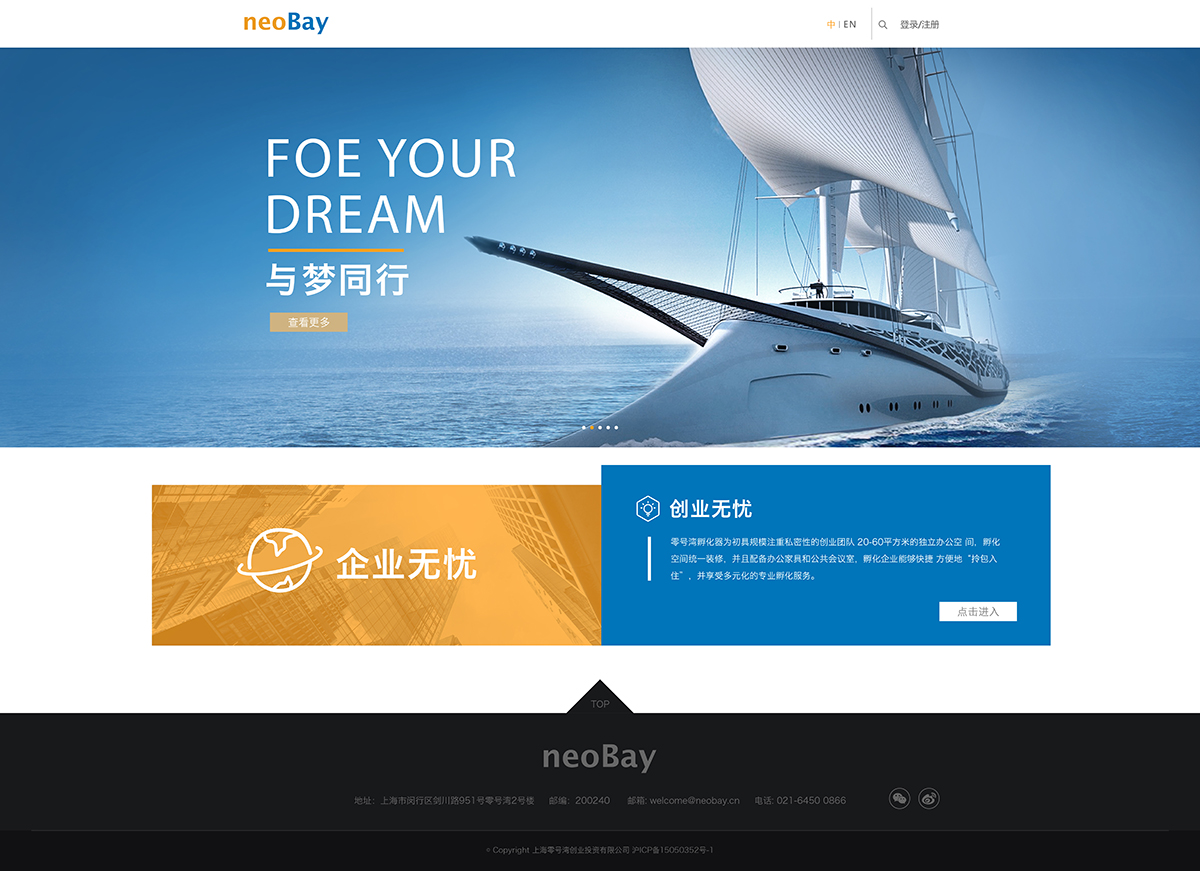 neoBay
中 | EN
登录/注册
FOE YOUR
DREAM
与梦同行
查看更多
企业无忧
创业无忧
零号湾孵化器为初具规模注重私密性的创业团队 20-60平方米的独立办公空 间，孵化
空间统一装修，并且配备办公家具和公共会议室，孵化企业能够快捷 方便地“拎包入
住”，并享受多元化的专业孵化服务。
点击进入
TOP
neoBay
地址：上海市闵行区剑川路951号零号湾2号楼 邮编：200240 邮箱: welcome@neobay.cn 电话: 021-6450 0866
© Copyright 上海零号湾创业投资有限公司 沪ICP备15050352号-1